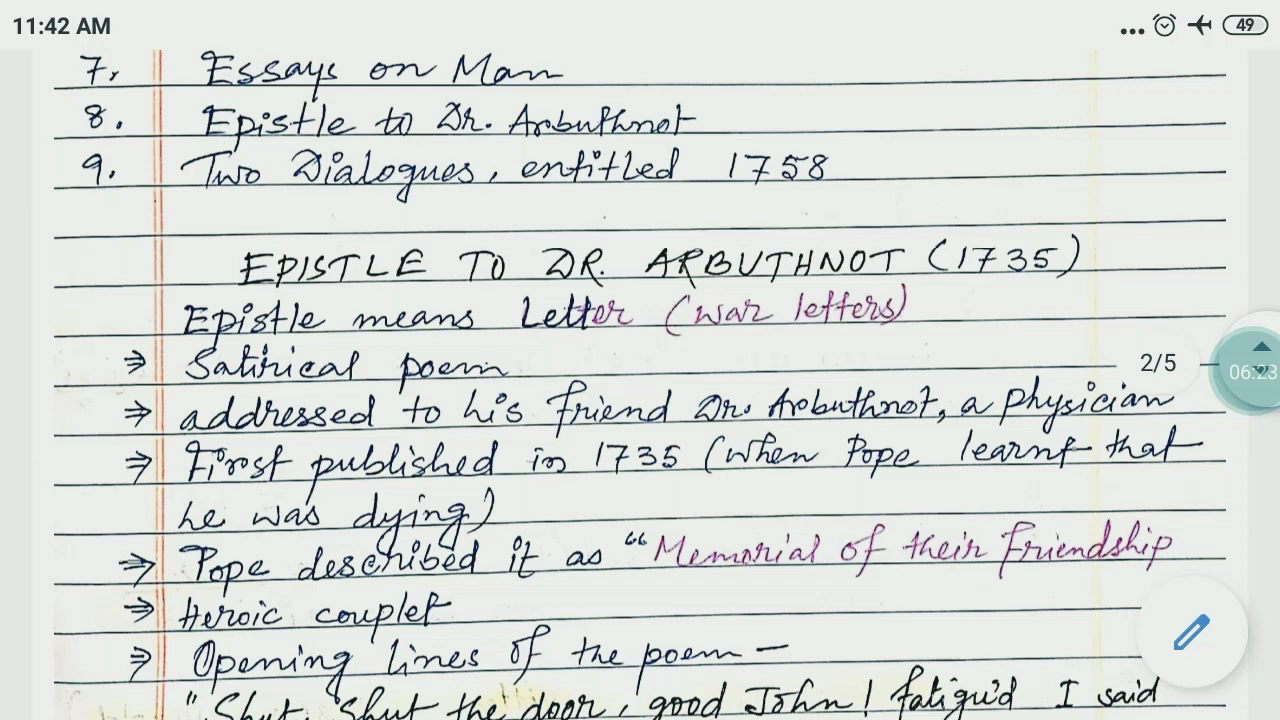 11:42 AM
49
7. Essays on Man
8. Epistle to Dr. Arbuthnot
9. Two Dialogues, entitled 1758
EPISTLE TO DR. ARBUTHNOT (1735)
Epistle means Letter (war letters)
⇒ Satirical poem
2/5
06:23
⇒ addressed to his friend Dr. Arbuthnot, a physician
⇒ First published in 1735 (when Pope learnt that
he was dying)
⇒ Pope described it as “Memorial of their friendship
⇒ Heroic couplet
⇒ Opening lines of the poem —
"Shut, Shut the door, good John! fatigu'd I said